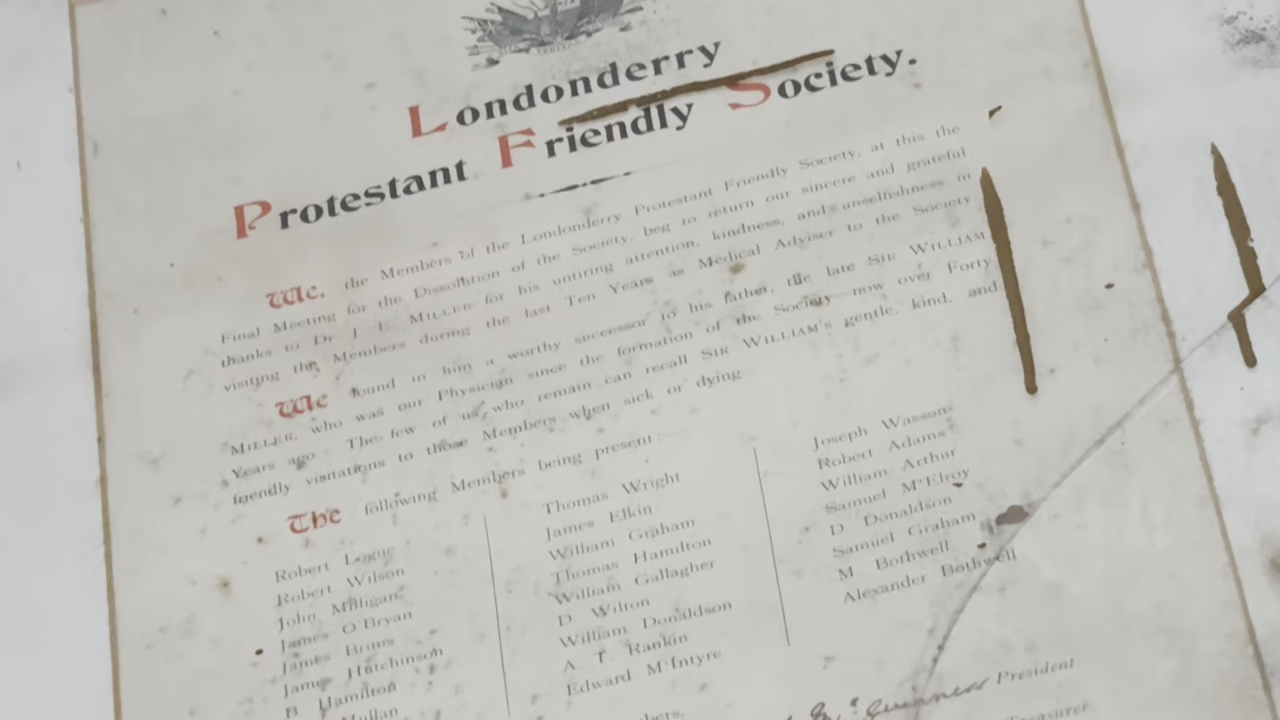 Londonderry
Protestant Friendly Society.
We, the Members of the Londonderry Protestant Friendly Society, at this the
Final Meeting for the Dissolution of the Society, beg to return our sincere and grateful
thanks to Dr. J. E. MILLER for his untiring attention, kindness, and unselfishness in
visiting the Members during the last Ten Years as Medical Adviser to the Society
We found in him a worthy successor to his father, the late SIR WILLIAM
MILLER, who was our Physician since the formation of the Society now over Forty
Years ago. The few of us who remain can recall SIR WILLIAM'S gentle, kind, and
friendly visitations to those Members when sick or dying
The following Members being present:
Robert Logue
Robert Wilson
John Milligan
James O'Bryan
James Brims
James Hutchinson
B. Hamilton
Mullan
Thomas Wright
James Elkin
William Graham
Thomas Hamilton
William Gallagher
D. Wilton
William Donaldson
A. T. Rankin
Edward M'Intyre
Joseph Wasson
Robert Adams
William Arthur
Samuel M'Elroy
D. Donaldson
Samuel Graham
M. Bothwell
Alexander Bothwell
McGuinness President
Treasurer.